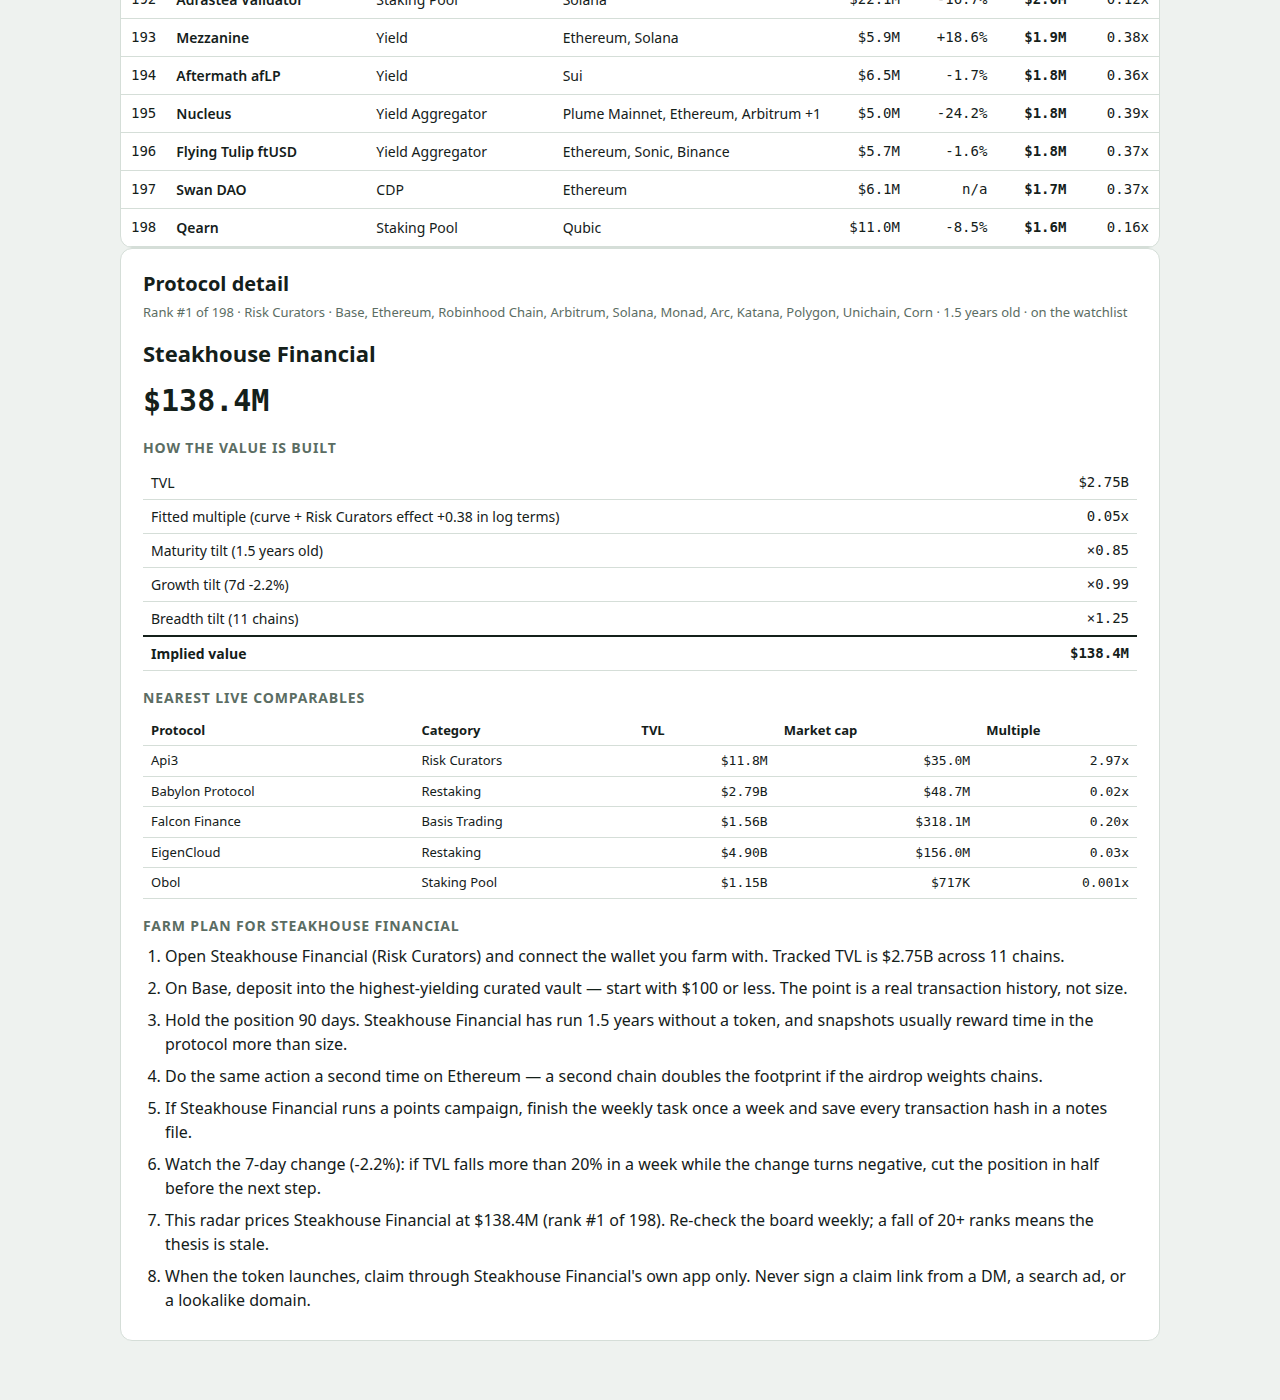 192 Adrastea Validator Staking Pool Solana $22.1M -16.7% $2.0M 0.12x
193 Mezzanine Yield Ethereum, Solana $5.9M +18.6% $1.9M 0.38x
194 Aftermath afLP Yield Sui $6.5M -1.7% $1.8M 0.36x
195 Nucleus Yield Aggregator Plume Mainnet, Ethereum, Arbitrum +1 $5.0M -24.2% $1.8M 0.39x
196 Flying Tulip ftUSD Yield Aggregator Ethereum, Sonic, Binance $5.7M -1.6% $1.8M 0.37x
197 Swan DAO CDP Ethereum $6.1M n/a $1.7M 0.37x
198 Qearn Staking Pool Qubic $11.0M -8.5% $1.6M 0.16x
Protocol detail
Rank #1 of 198 · Risk Curators · Base, Ethereum, Robinhood Chain, Arbitrum, Solana, Monad, Arc, Katana, Polygon, Unichain, Corn · 1.5 years old · on the watchlist
Steakhouse Financial
$138.4M
HOW THE VALUE IS BUILT
TVL $2.75B
Fitted multiple (curve + Risk Curators effect +0.38 in log terms) 0.05x
Maturity tilt (1.5 years old) ×0.85
Growth tilt (7d -2.2%) ×0.99
Breadth tilt (11 chains) ×1.25
Implied value $138.4M
NEAREST LIVE COMPARABLES
Protocol Category TVL Market cap Multiple
Api3 Risk Curators $11.8M $35.0M 2.97x
Babylon Protocol Restaking $2.79B $48.7M 0.02x
Falcon Finance Basis Trading $1.56B $318.1M 0.20x
EigenCloud Restaking $4.90B $156.0M 0.03x
Obol Staking Pool $1.15B $717K 0.001x
FARM PLAN FOR STEAKHOUSE FINANCIAL
1. Open Steakhouse Financial (Risk Curators) and connect the wallet you farm with. Tracked TVL is $2.75B across 11 chains.
2. On Base, deposit into the highest-yielding curated vault — start with $100 or less. The point is a real transaction history, not size.
3. Hold the position 90 days. Steakhouse Financial has run 1.5 years without a token, and snapshots usually reward time in the
protocol more than size.
4. Do the same action a second time on Ethereum — a second chain doubles the footprint if the airdrop weights chains.
5. If Steakhouse Financial runs a points campaign, finish the weekly task once a week and save every transaction hash in a notes
file.
6. Watch the 7-day change (-2.2%): if TVL falls more than 20% in a week while the change turns negative, cut the position in half
before the next step.
7. This radar prices Steakhouse Financial at $138.4M (rank #1 of 198). Re-check the board weekly; a fall of 20+ ranks means the
thesis is stale.
8. When the token launches, claim through Steakhouse Financial's own app only. Never sign a claim link from a DM, a search ad, or
a lookalike domain.